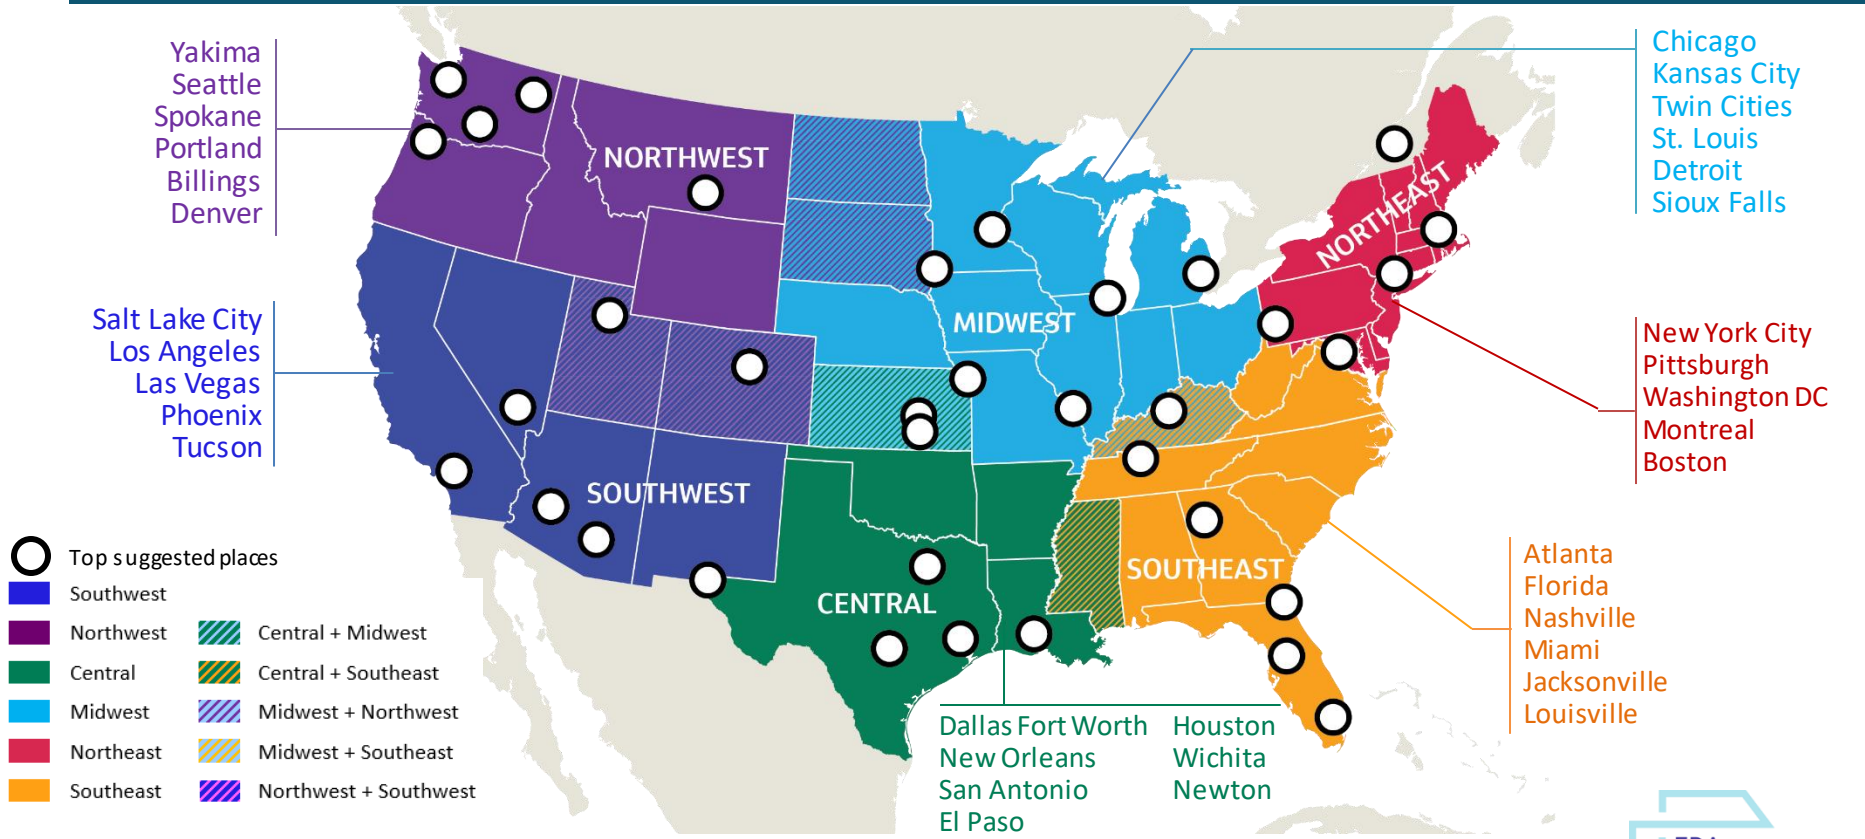 Yakima
Seattle
Spokane
Portland
Billings
Denver
Salt Lake City
Los Angeles
Las Vegas
Phoenix
Tucson
NORTHWEST
SOUTHWEST
MIDWEST
CENTRAL
SOUTHEAST
NORTHEAST
Chicago
Kansas City
Twin Cities
St. Louis
Detroit
Sioux Falls
New York City
Pittsburgh
Washington DC
Montreal
Boston
Atlanta
Florida
Nashville
Miami
Jacksonville
Louisville
Dallas Fort Worth
New Orleans
San Antonio
El Paso
Houston
Wichita
Newton
Top suggested places
Southwest
Northwest
Central
Midwest
Northeast
Southeast
Central + Midwest
Central + Southeast
Midwest + Northwest
Midwest + Southeast
Northwest + Southwest